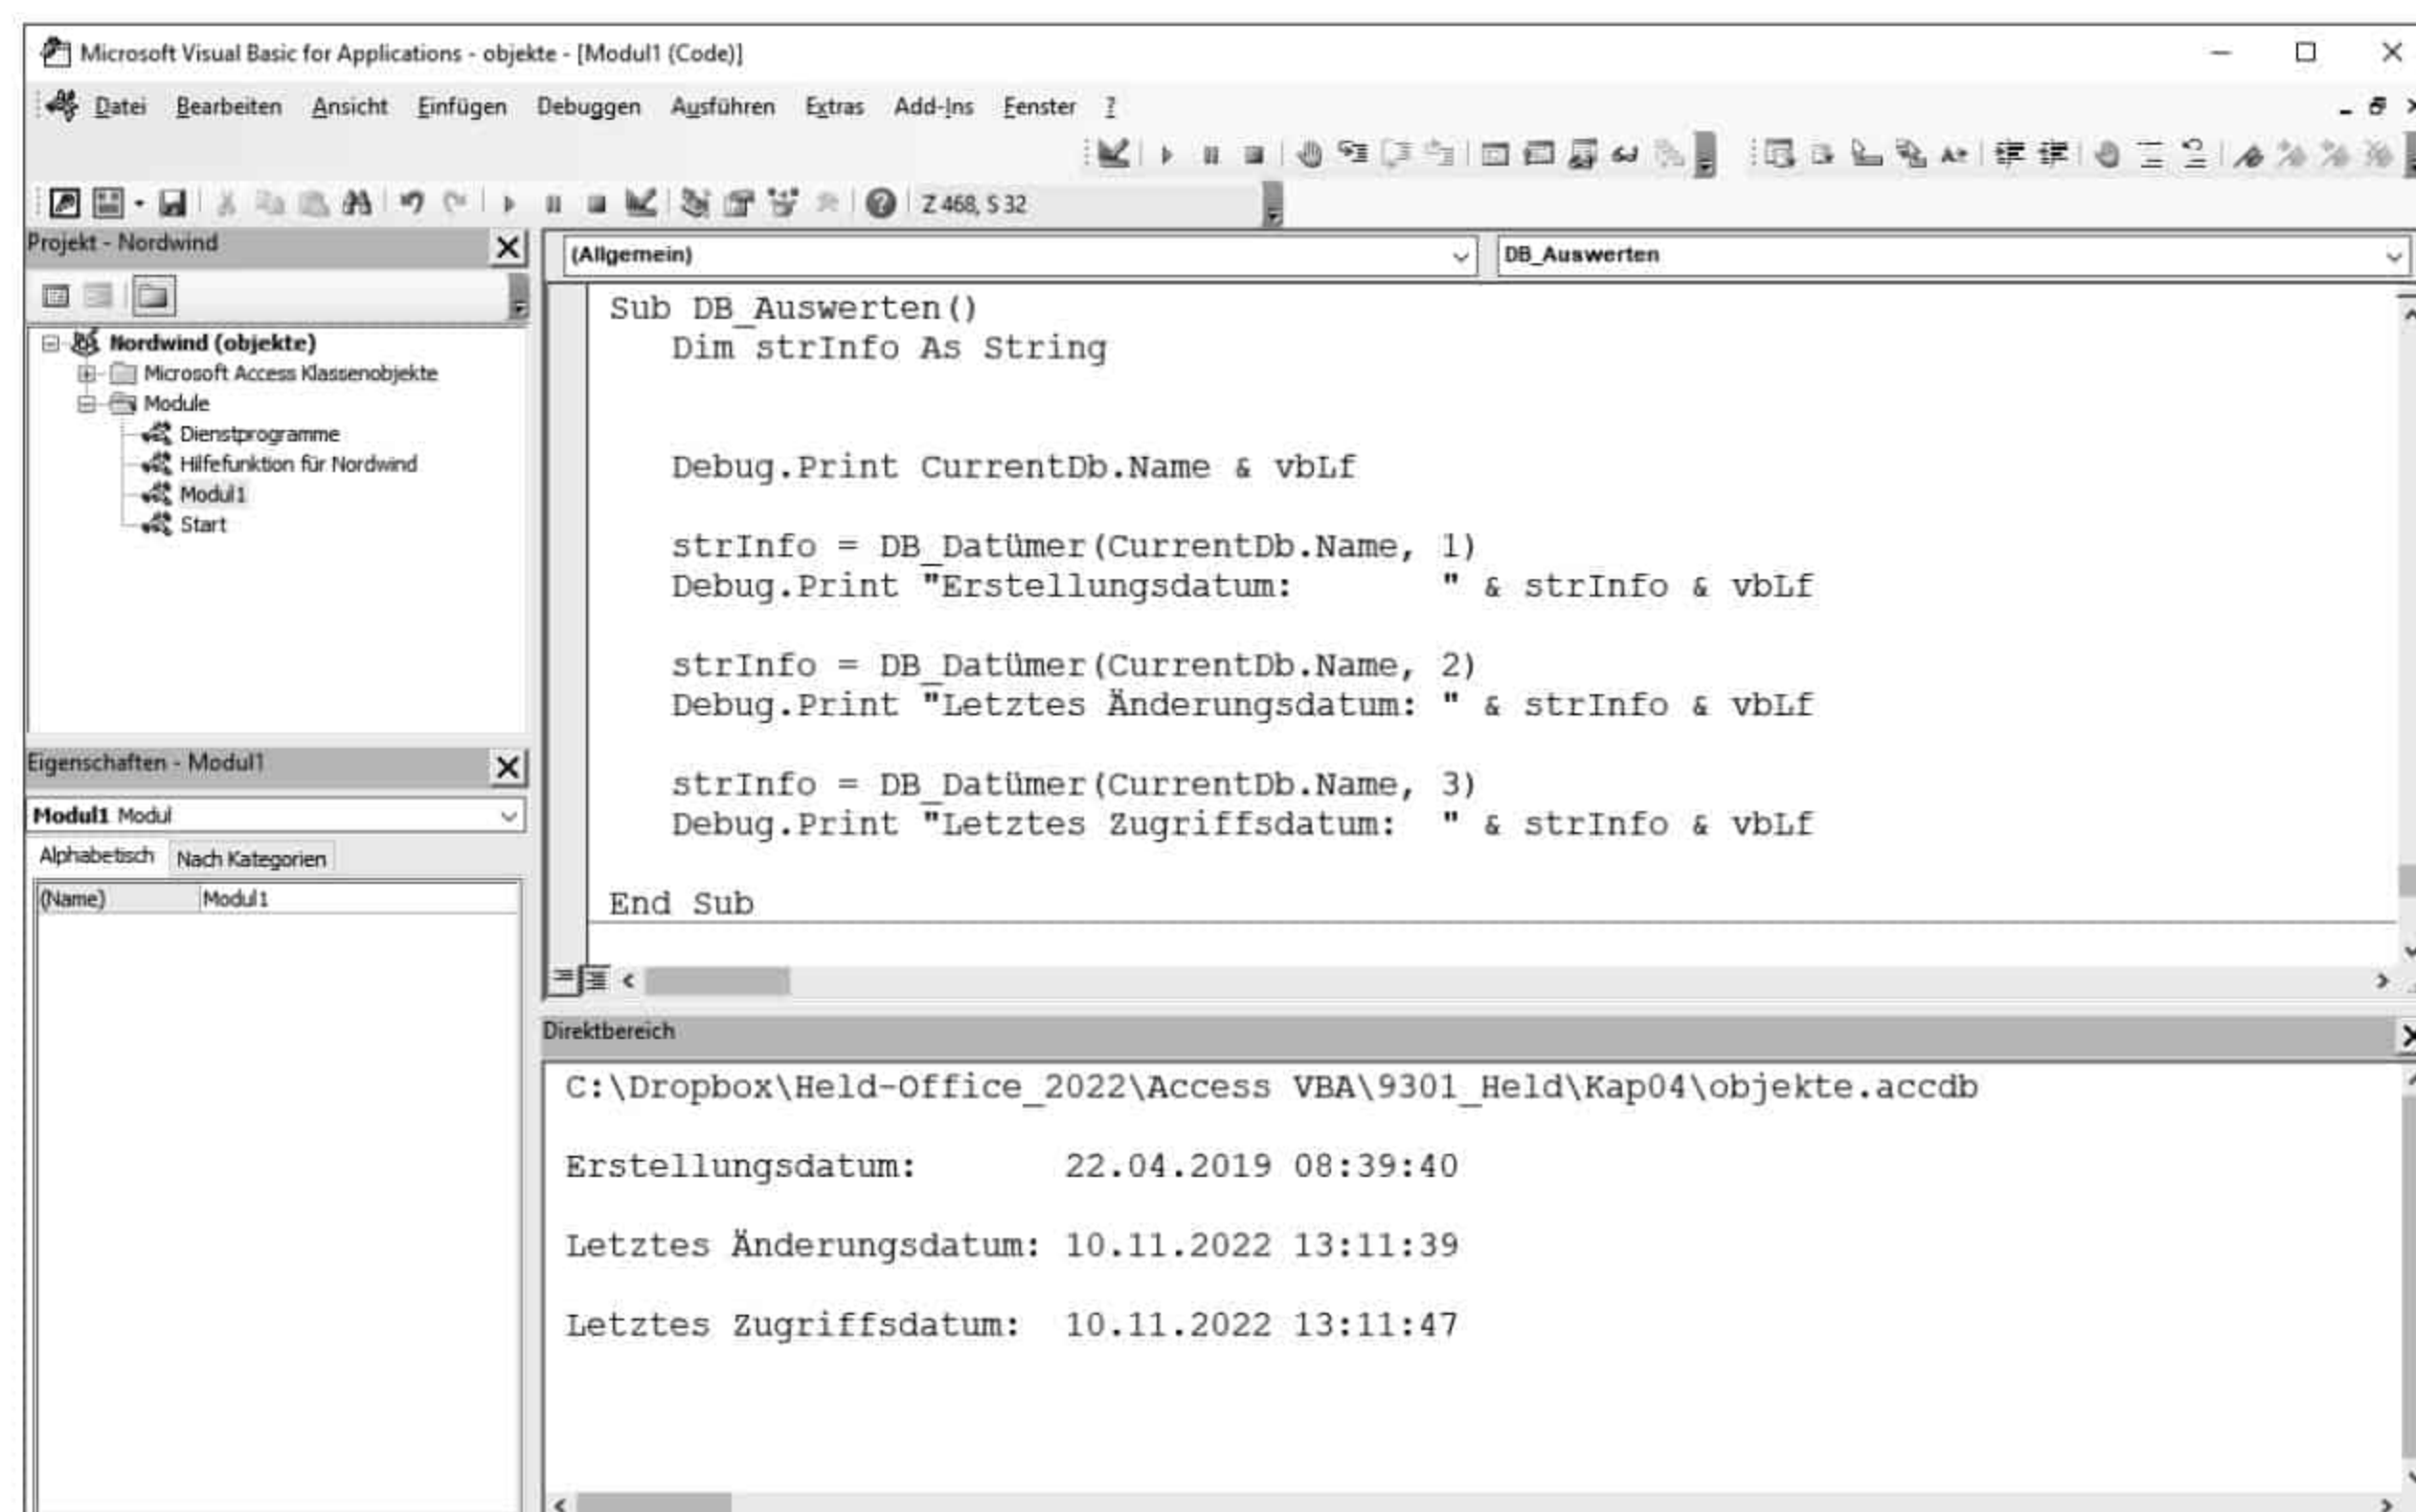 Microsoft Visual Basic for Applications - objekte - [Modul1 (Code)]
Datei Bearbeiten Ansicht Einfügen Debuggen Ausführen Extras Add-Ins Fenster ?
Z 468, S 32
Projekt - Nordwind
Nordwind (objekte)
Microsoft Access Klassenobjekte
Module
Dienstprogramme
Hilfefunktion für Nordwind
Modul1
Start
Eigenschaften - Modul1
Modul1 Modul
Alphabetisch Nach Kategorien
(Name) Modul1
(Allgemein) DB_Auswerten
Sub DB_Auswerten()
Dim strInfo As String
Debug.Print CurrentDb.Name & vbLf
strInfo = DB_Datümer(CurrentDb.Name, 1)
Debug.Print "Erstellungsdatum:       " & strInfo & vbLf
strInfo = DB_Datümer(CurrentDb.Name, 2)
Debug.Print "Letztes Änderungsdatum: " & strInfo & vbLf
strInfo = DB_Datümer(CurrentDb.Name, 3)
Debug.Print "Letztes Zugriffsdatum:  " & strInfo & vbLf
End Sub
Direktbereich
C:\Dropbox\Held-Office_2022\Access VBA\9301_Held\Kap04\objekte.accdb
Erstellungsdatum:       22.04.2019 08:39:40
Letztes Änderungsdatum: 10.11.2022 13:11:39
Letztes Zugriffsdatum:  10.11.2022 13:11:47